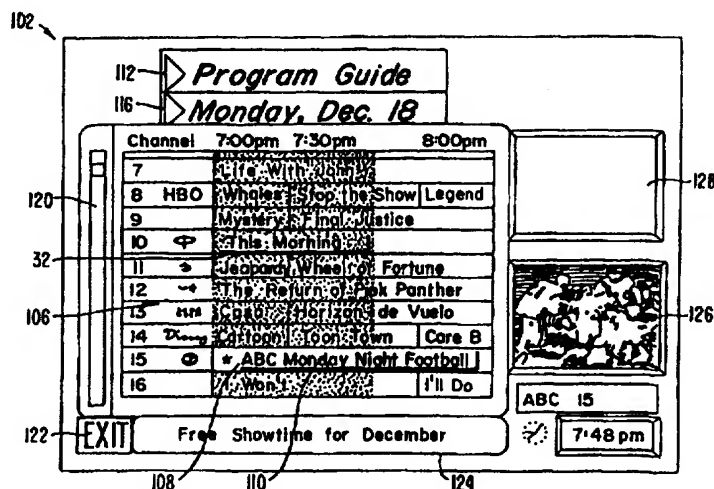 102
112
Program Guide
116
Monday, Dec. 18
Channel 7:00pm 7:30pm 8:00pm
7 Life With John
120
8 HBO Whales Stop the Show Legend
128
9 Mystery Final Justice
10 This Morning
32
11 Jeopardy Wheel of Fortune
12 The Return of Pink Panther
106
13 Casa Horizon de Vuelo
126
14 Disney Cartoon Toon Town Care B
15 ★ ABC Monday Night Football
16 I Won't I'll Do
ABC 15
122
EXIT Free Showtime for December
7:48 pm
108 110 124